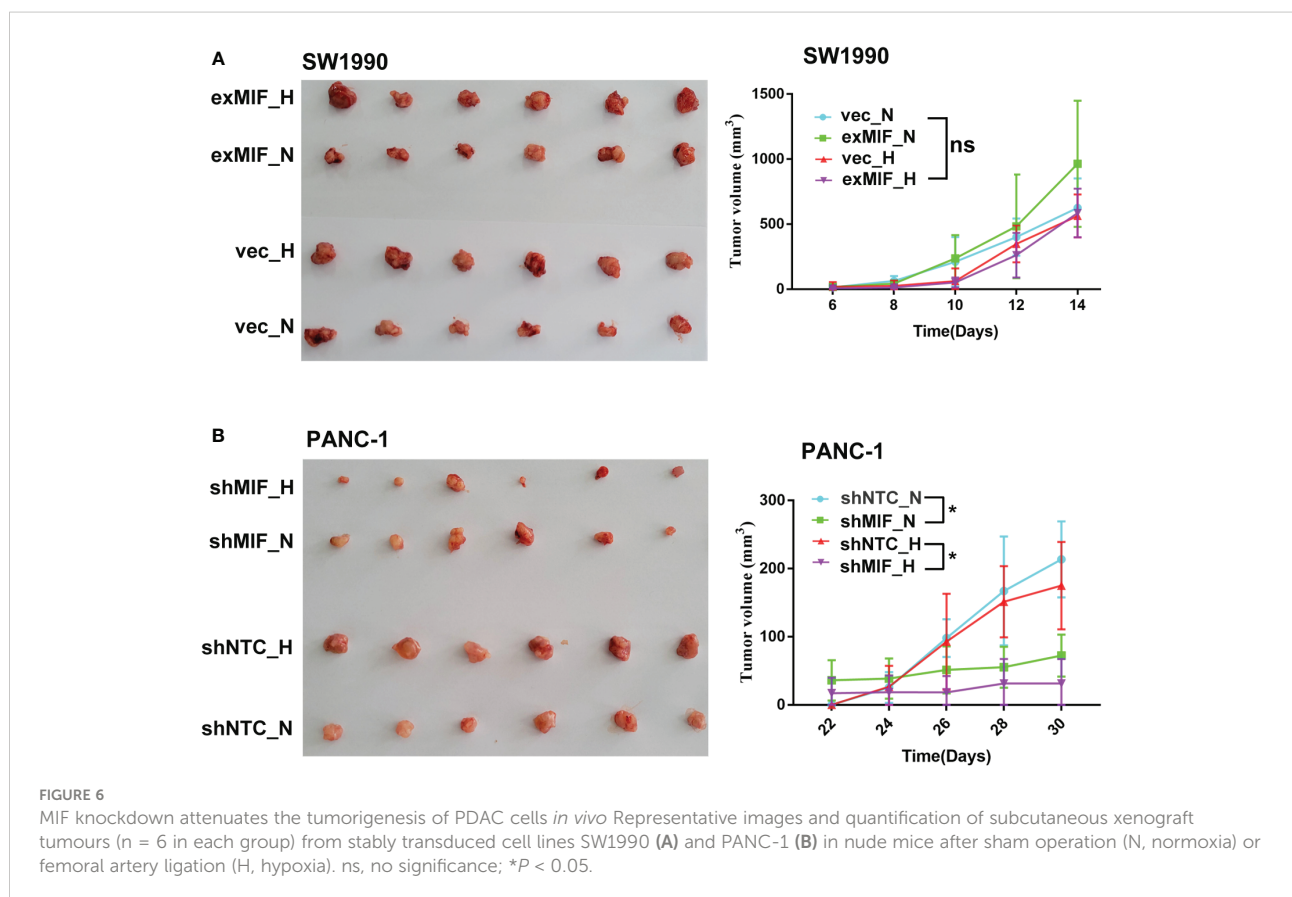 A
SW1990
exMIF_H
exMIF_N
vec_H
vec_N
SW1990
1500
1000
500
0
Tumor volume (mm³)
vec_N
exMIF_N
vec_H
exMIF_H
ns
6 8 10 12 14
Time(Days)
B
PANC-1
shMIF_H
shMIF_N
shNTC_H
shNTC_N
PANC-1
300
200
100
0
Tumor volume (mm³)
shNTC_N
shMIF_N
shNTC_H
shMIF_H
*
*
22 24 26 28 30
Time(Days)
FIGURE 6
MIF knockdown attenuates the tumorigenesis of PDAC cells in vivo Representative images and quantification of subcutaneous xenograft
tumours (n = 6 in each group) from stably transduced cell lines SW1990 (A) and PANC-1 (B) in nude mice after sham operation (N, normoxia) or
femoral artery ligation (H, hypoxia). ns, no significance; *P < 0.05.